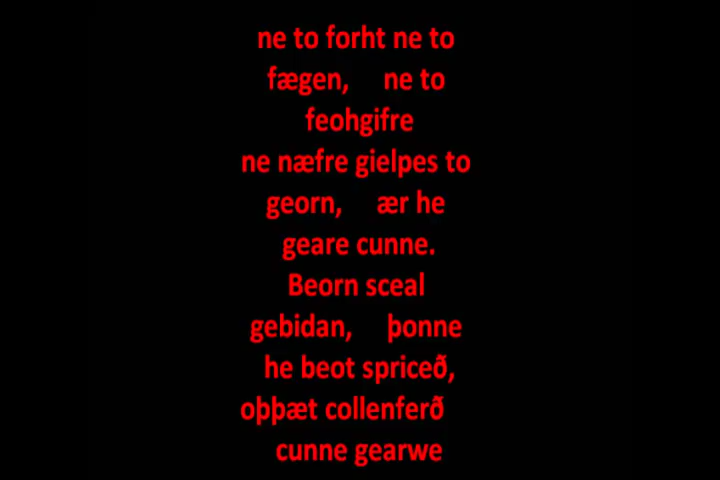 ne to forht ne to
fægen, ne to
feohgifre
ne næfre gielpes to
georn, ær he
geare cunne.
Beorn sceal
gebidan, þonne
he beot spriceð,
oþþæt collenferð
cunne gearwe